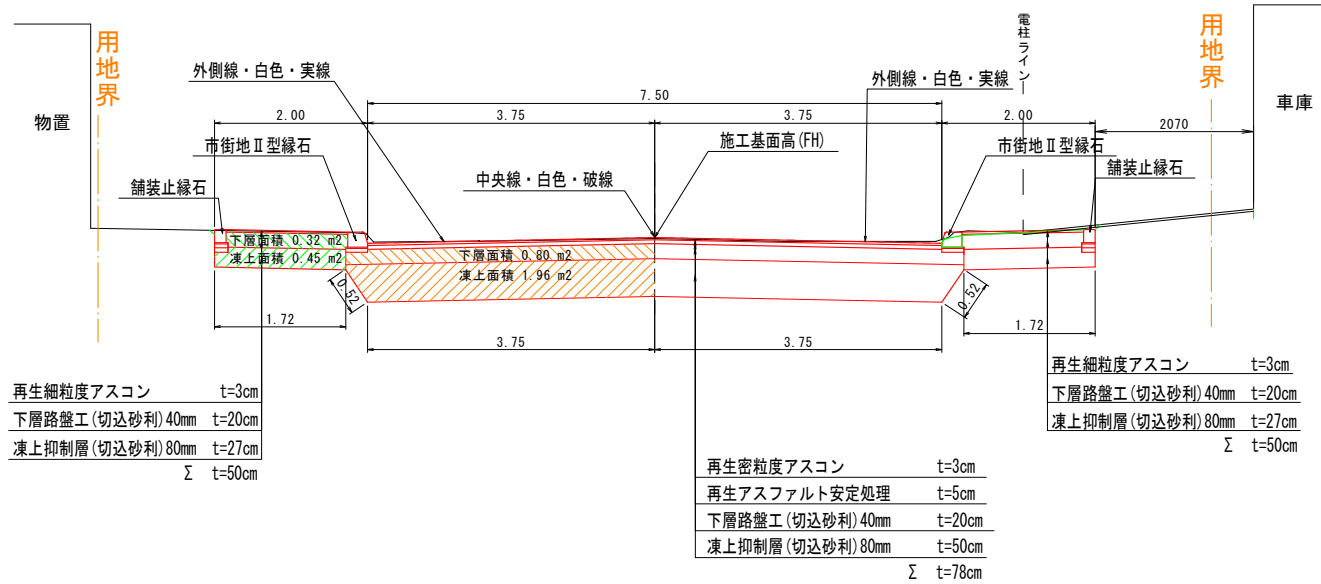 電柱ライン
用地界
用地界
物置
車庫
外側線・白色・実線
外側線・白色・実線
7.50
2.00
3.75
3.75
2.00
2070
市街地Ⅱ型縁石
施工基面高(FH)
市街地Ⅱ型縁石
舗装止縁石
中央線・白色・破線
舗装止縁石
下層面積 0.32 m2
凍上面積 0.45 m2
下層面積 0.80 m2
凍上面積 1.96 m2
0.52
0.52
1.72
1.72
3.75
3.75
再生細粒度アスコン t=3cm
下層路盤工(切込砂利)40mm t=20cm
凍上抑制層(切込砂利)80mm t=27cm
Σ t=50cm
再生密粒度アスコン t=3cm
再生アスファルト安定処理 t=5cm
下層路盤工(切込砂利)40mm t=20cm
凍上抑制層(切込砂利)80mm t=50cm
Σ t=78cm
再生細粒度アスコン t=3cm
下層路盤工(切込砂利)40mm t=20cm
凍上抑制層(切込砂利)80mm t=27cm
Σ t=50cm